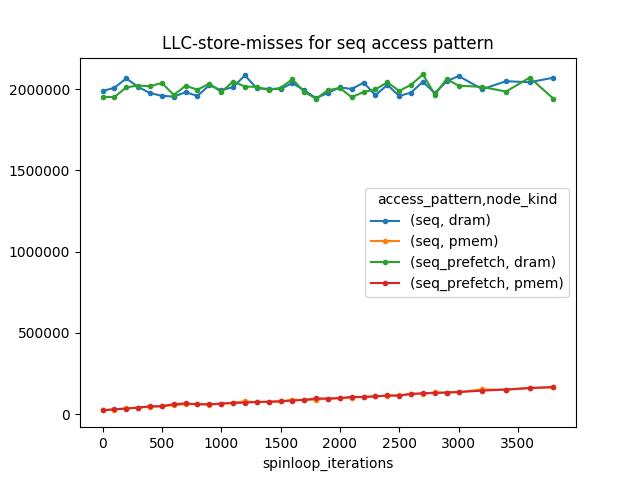 LLC-store-misses for seq access pattern
2000000
1500000
1000000
500000
0
access_pattern,node_kind
(seq, dram)
(seq, pmem)
(seq_prefetch, dram)
(seq_prefetch, pmem)
0 500 1000 1500 2000 2500 3000 3500
spinloop_iterations